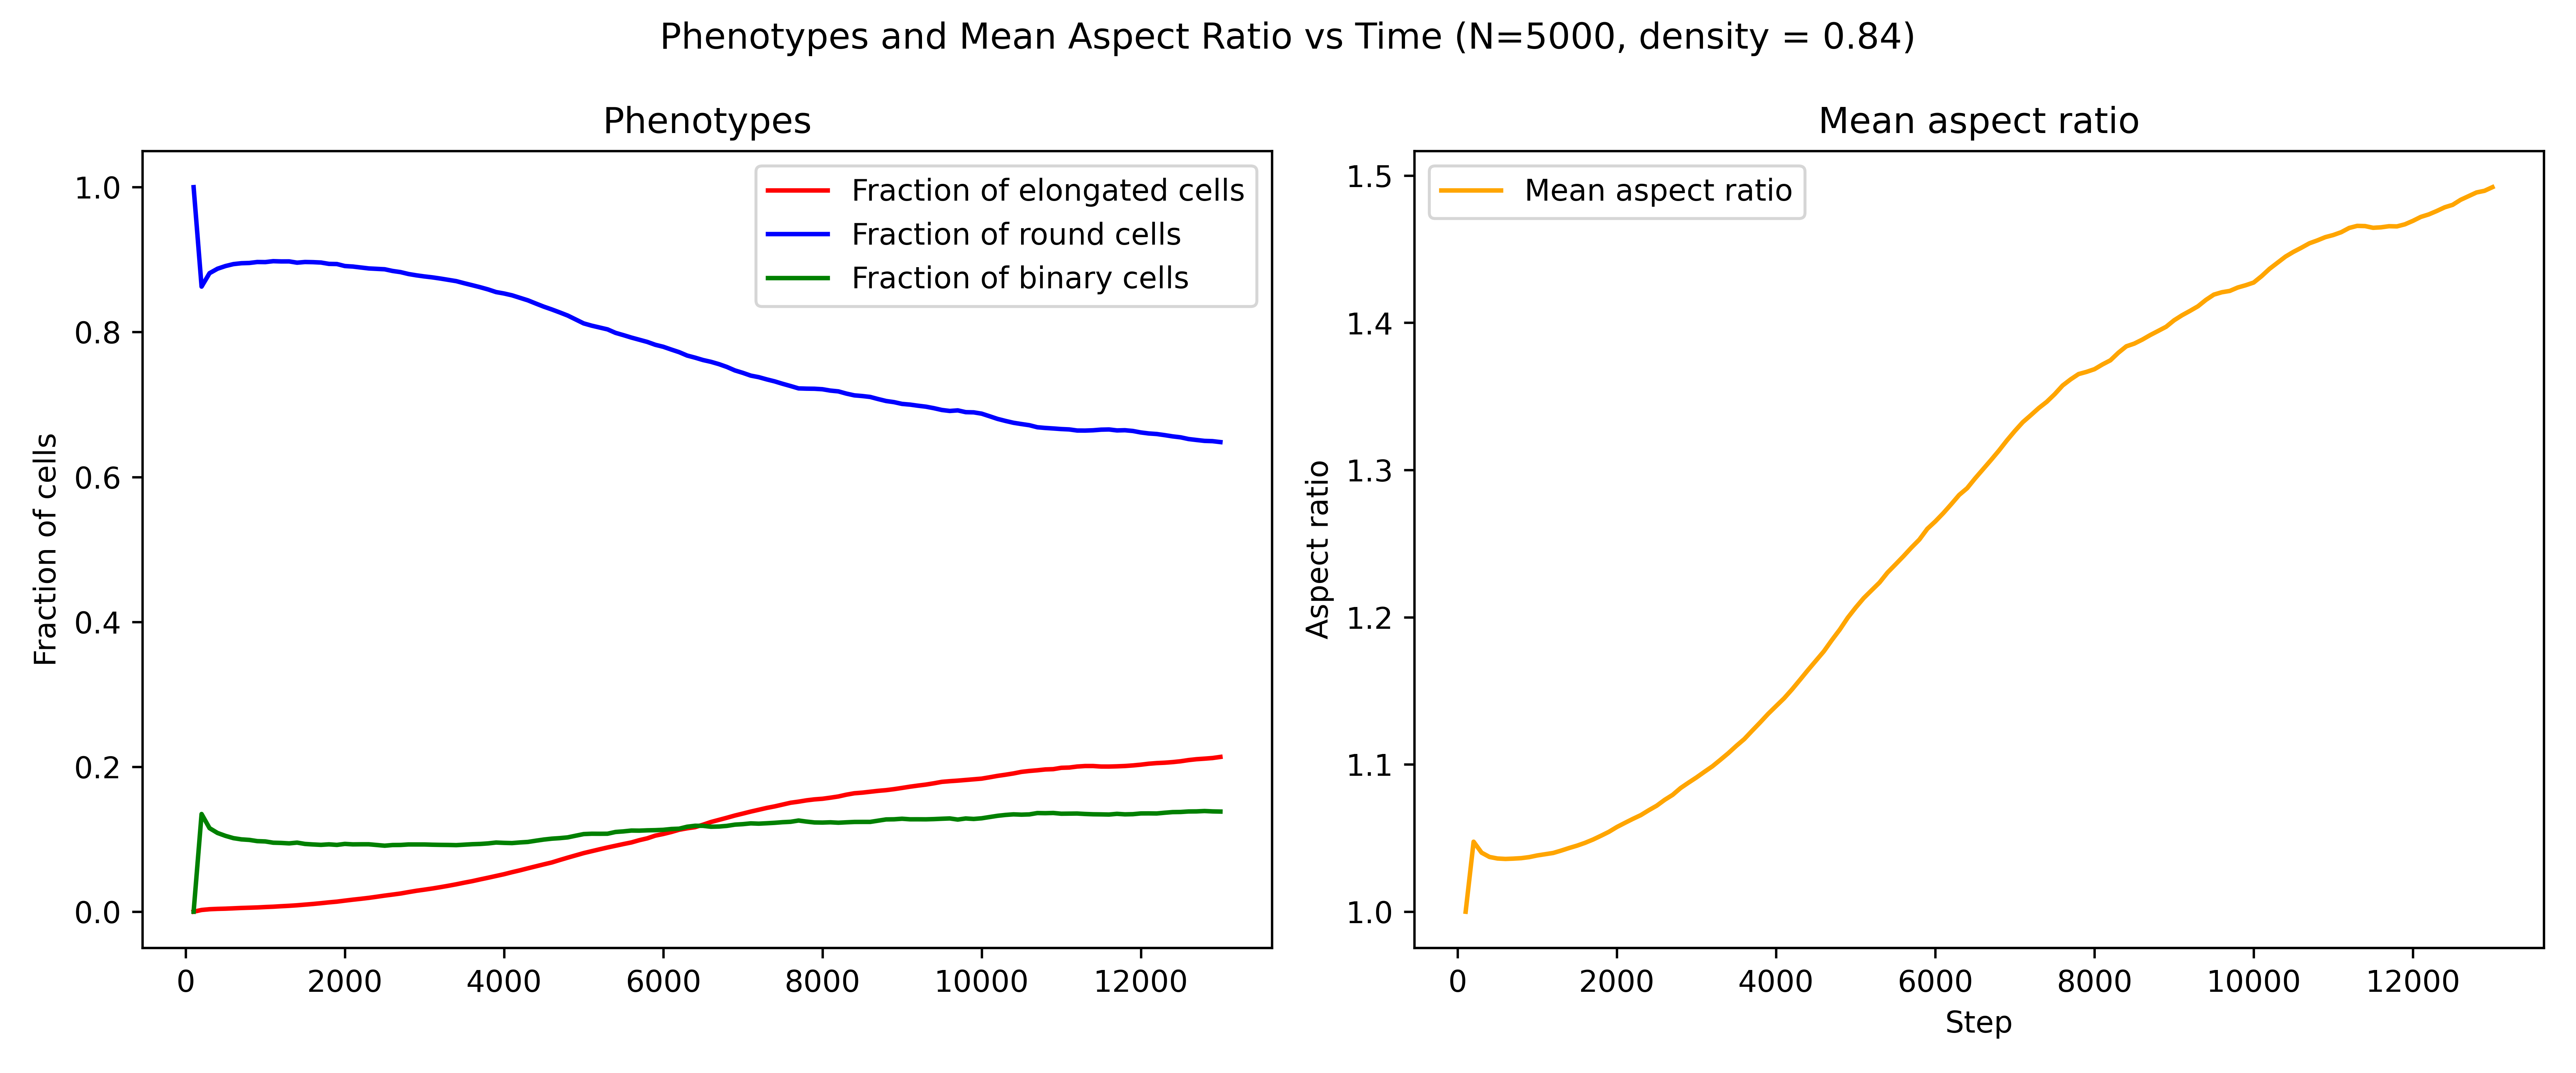 Phenotypes and Mean Aspect Ratio vs Time (N=5000, density = 0.84)
Phenotypes
Fraction of cells
1.0
0.8
0.6
0.4
0.2
0.0
Fraction of elongated cells
Fraction of round cells
Fraction of binary cells
0 2000 4000 6000 8000 10000 12000
Mean aspect ratio
Aspect ratio
1.5
1.4
1.3
1.2
1.1
1.0
Mean aspect ratio
0 2000 4000 6000 8000 10000 12000
Step